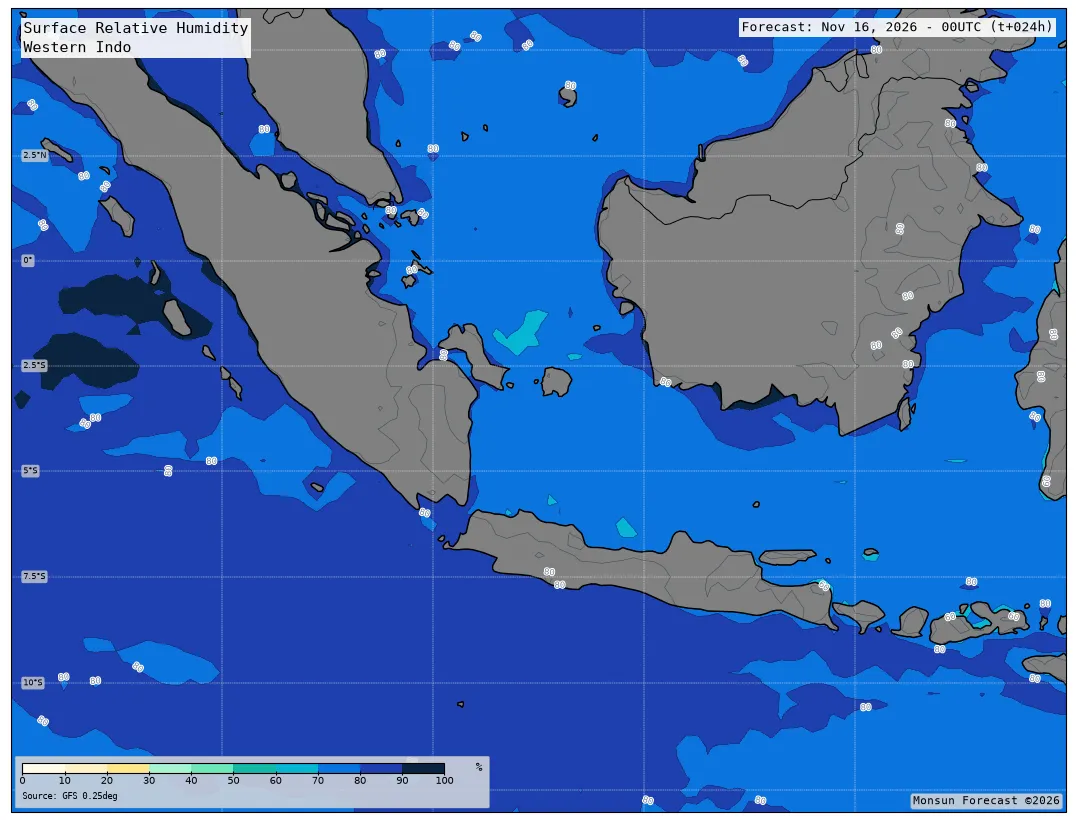 Surface Relative Humidity
Western Indo
Forecast: Nov 16, 2026 - 00UTC (t+024h)
2.5°N
0°
2.5°S
5°S
7.5°S
10°S
0 10 20 30 40 50 60 70 80 90 100 %
Source: GFS 0.25deg
Monsun Forecast ©2026